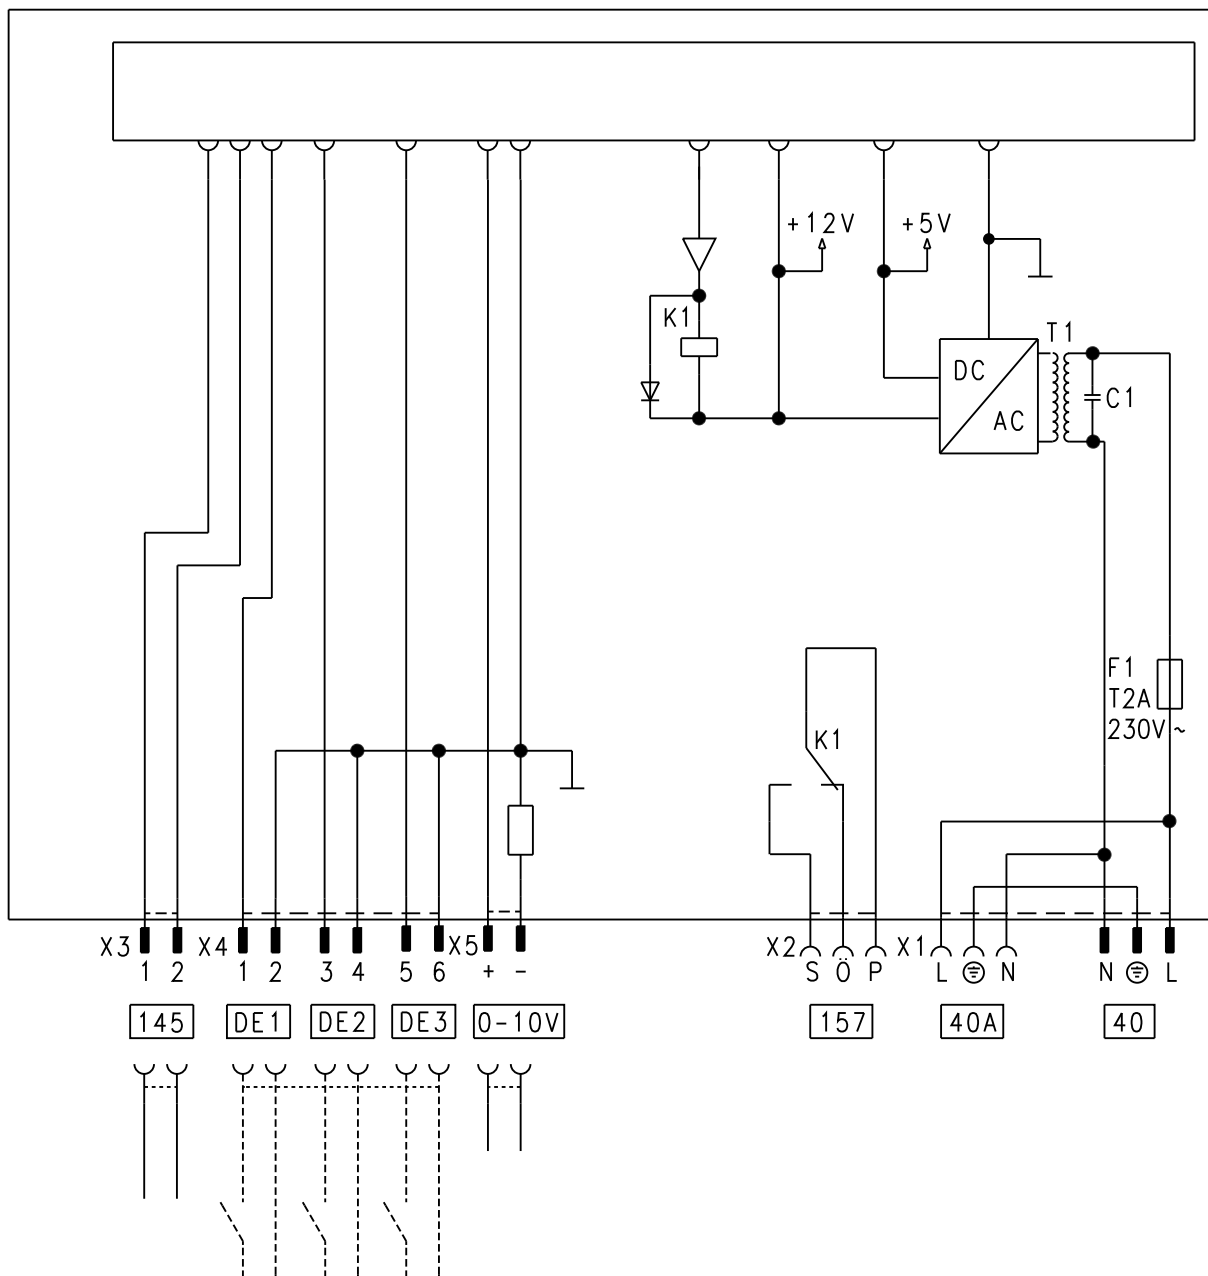 +12V +5V
K1 T1
DC
AC C1
F1
T2A
230V~
K1
X3 X4 X5 X2 X1
1 2 1 2 3 4 5 6 + - S Ö P L N N L
145 DE1 DE2 DE3 0-10V 157 40A 40